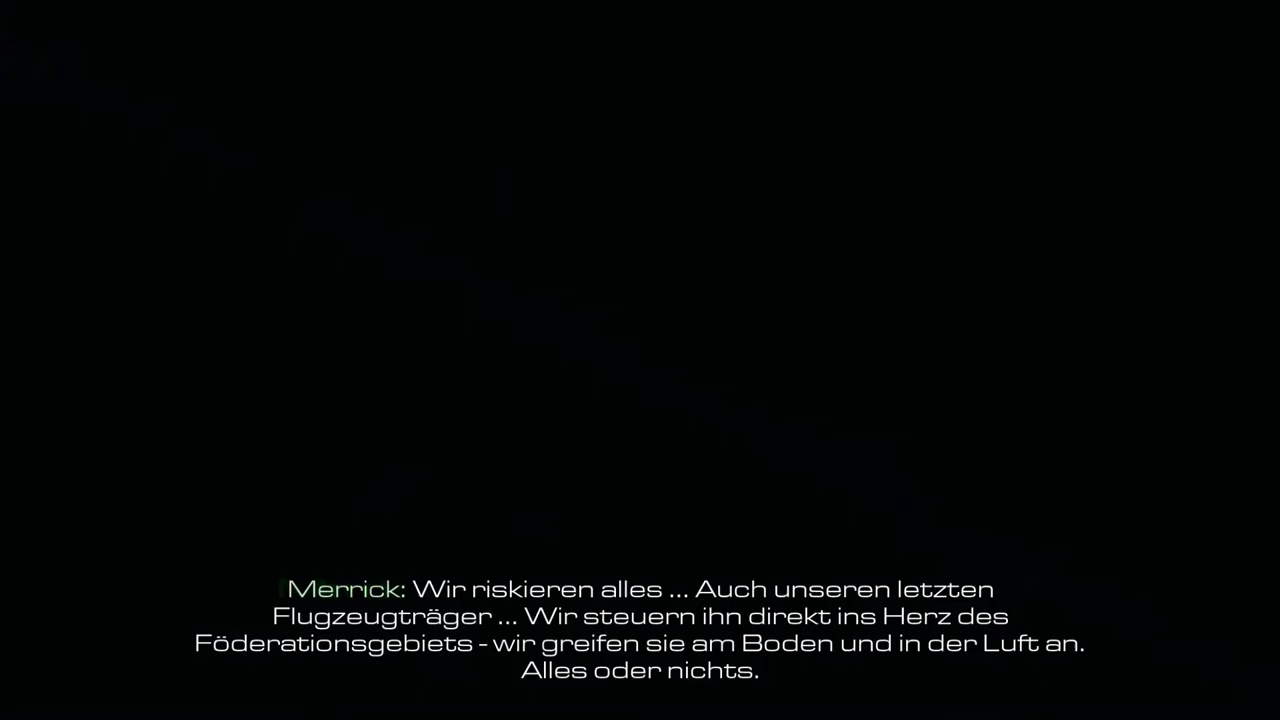 Merrick: Wir riskieren alles ... Auch unseren letzten
Flugzeugträger ... Wir steuern ihn direkt ins Herz des
Föderationsgebiets - wir greifen sie am Boden und in der Luft an.
Alles oder nichts.